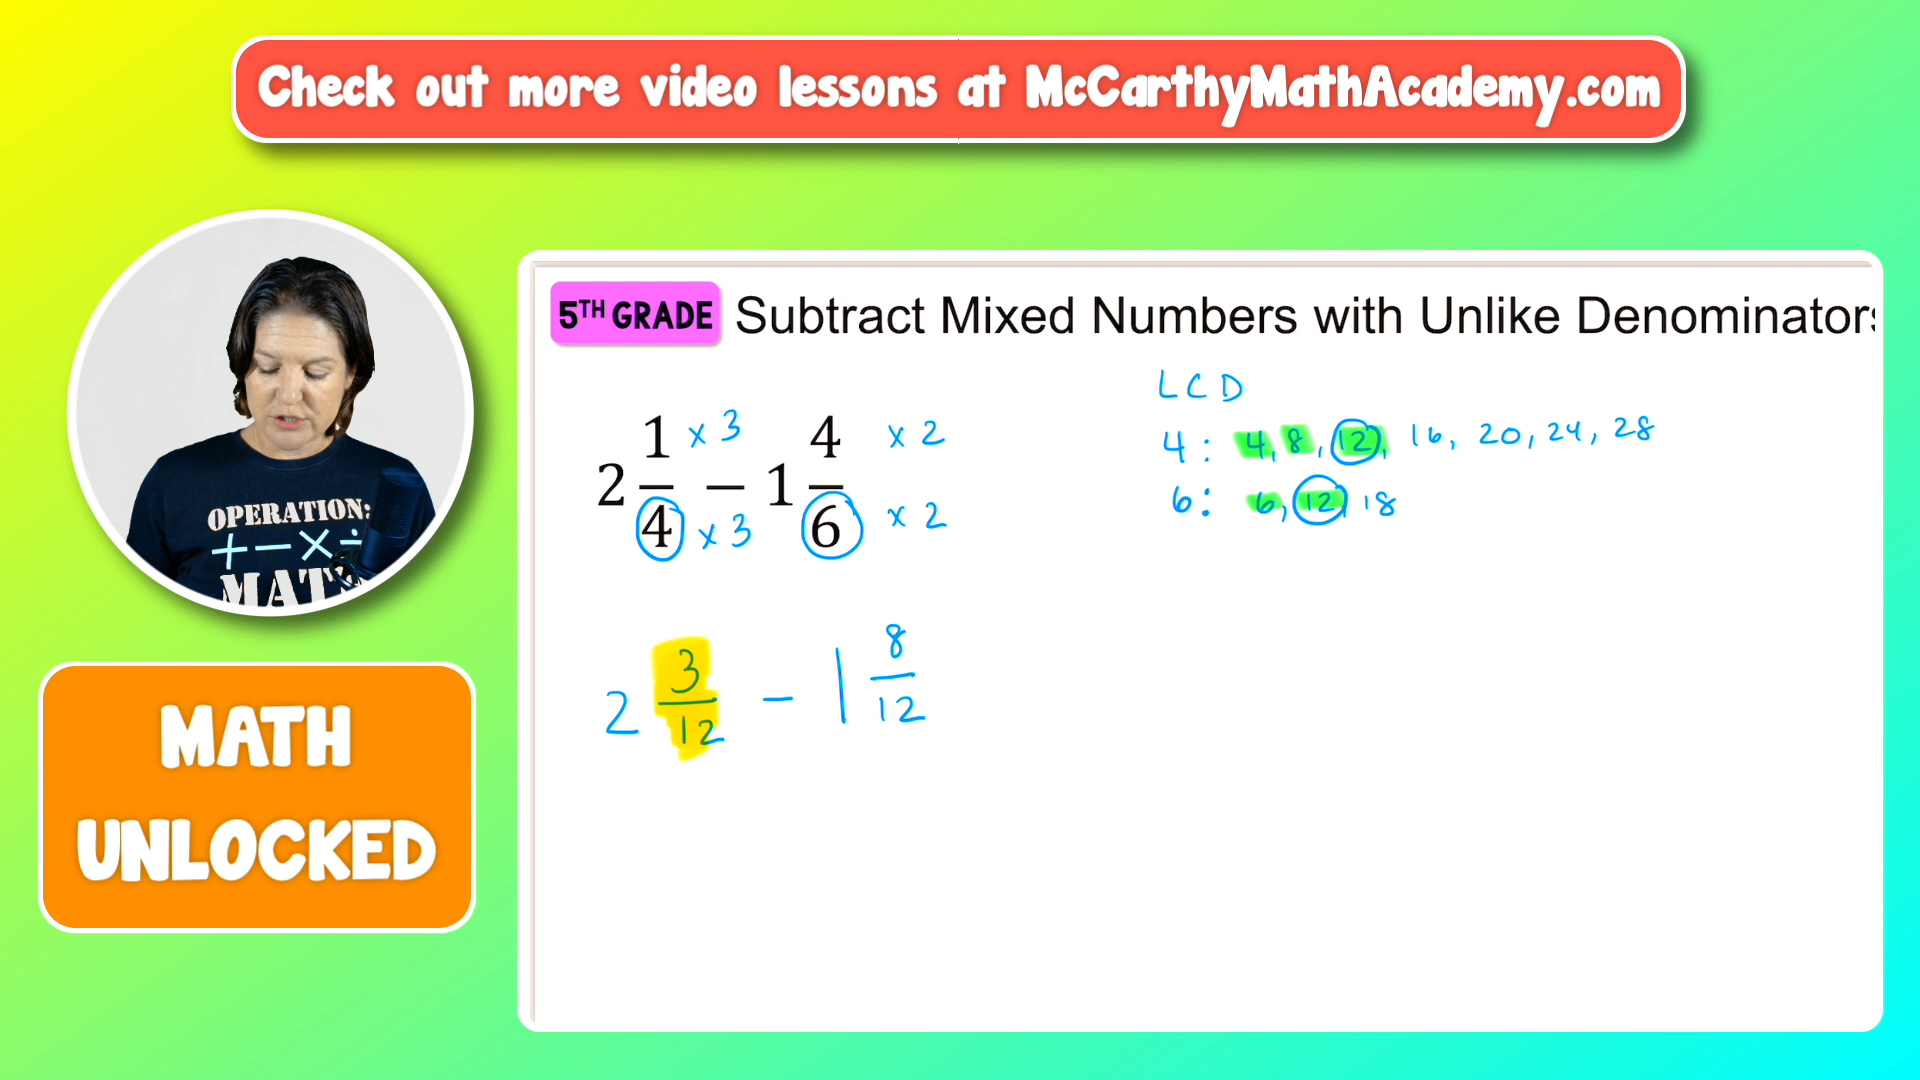 Check out more video lessons at McCarthyMathAcademy.com
5TH GRADE Subtract Mixed Numbers with Unlike Denominators
LCD
4: 4, 8, 12, 16, 20, 24, 28
6: 6, 12, 18
2 1/4 − 1 4/6
× 3 × 2
× 3 × 2
2 3/12 − 1 8/12
OPERATION:
+ − × ÷
MATH
MATH
UNLOCKED